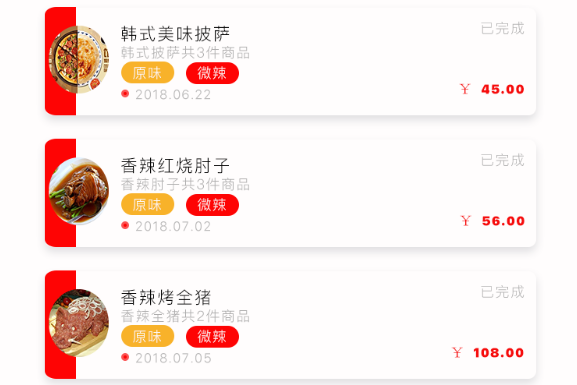 韩式美味披萨
已完成
韩式披萨共3件商品
原味 微辣
¥ 45.00
2018.06.22
香辣红烧肘子
已完成
香辣肘子共3件商品
原味 微辣
¥ 56.00
2018.07.02
香辣烤全猪
已完成
香辣全猪共2件商品
原味 微辣
¥ 108.00
2018.07.05